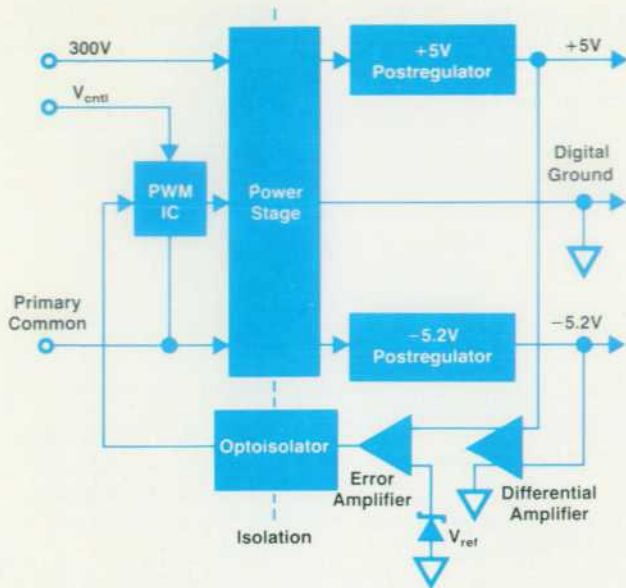 300V
V_cntl
PWM
IC
Primary
Common
Power
Stage
+5V
Postregulator
+5V
Digital
Ground
−5.2V
Postregulator
−5.2V
Optoisolator
Error
Amplifier
Differential
Amplifier
V_ref
Isolation